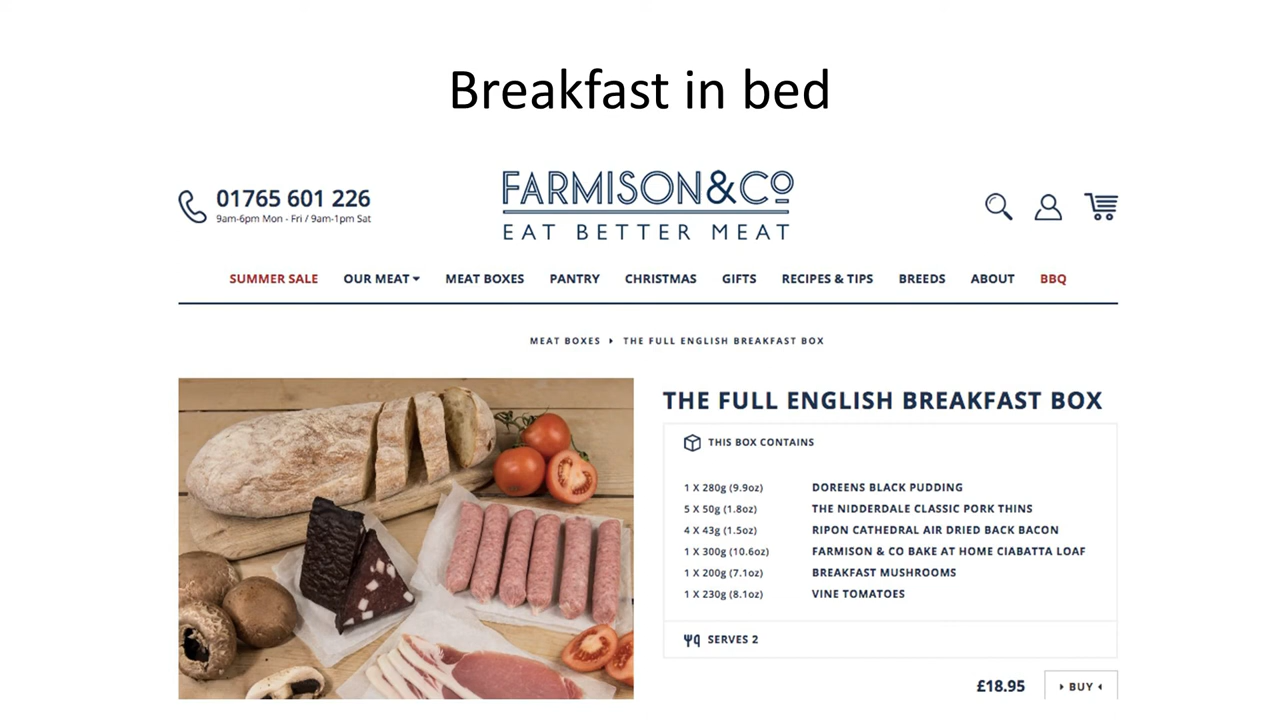 Breakfast in bed
01765 601 226
9am-6pm Mon - Fri / 9am-1pm Sat
FARMISON & Co
EAT BETTER MEAT
SUMMER SALE OUR MEAT MEAT BOXES PANTRY CHRISTMAS GIFTS RECIPES & TIPS BREEDS ABOUT BBQ
MEAT BOXES THE FULL ENGLISH BREAKFAST BOX
THE FULL ENGLISH BREAKFAST BOX
THIS BOX CONTAINS
1 X 280g (9.9oz) DOREENS BLACK PUDDING
5 X 50g (1.8oz) THE NIDDERDALE CLASSIC PORK THINS
4 X 43g (1.5oz) RIPON CATHEDRAL AIR DRIED BACK BACON
1 X 300g (10.6oz) FARMISON & CO BAKE AT HOME CIABATTA LOAF
1 X 200g (7.1oz) BREAKFAST MUSHROOMS
1 X 230g (8.1oz) VINE TOMATOES
SERVES 2
£18.95 BUY